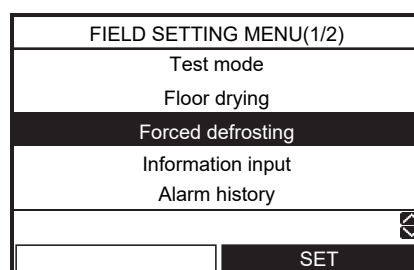 FIELD SETTING MENU(1/2)
Test mode
Floor drying
Forced defrosting
Information input
Alarm history
SET